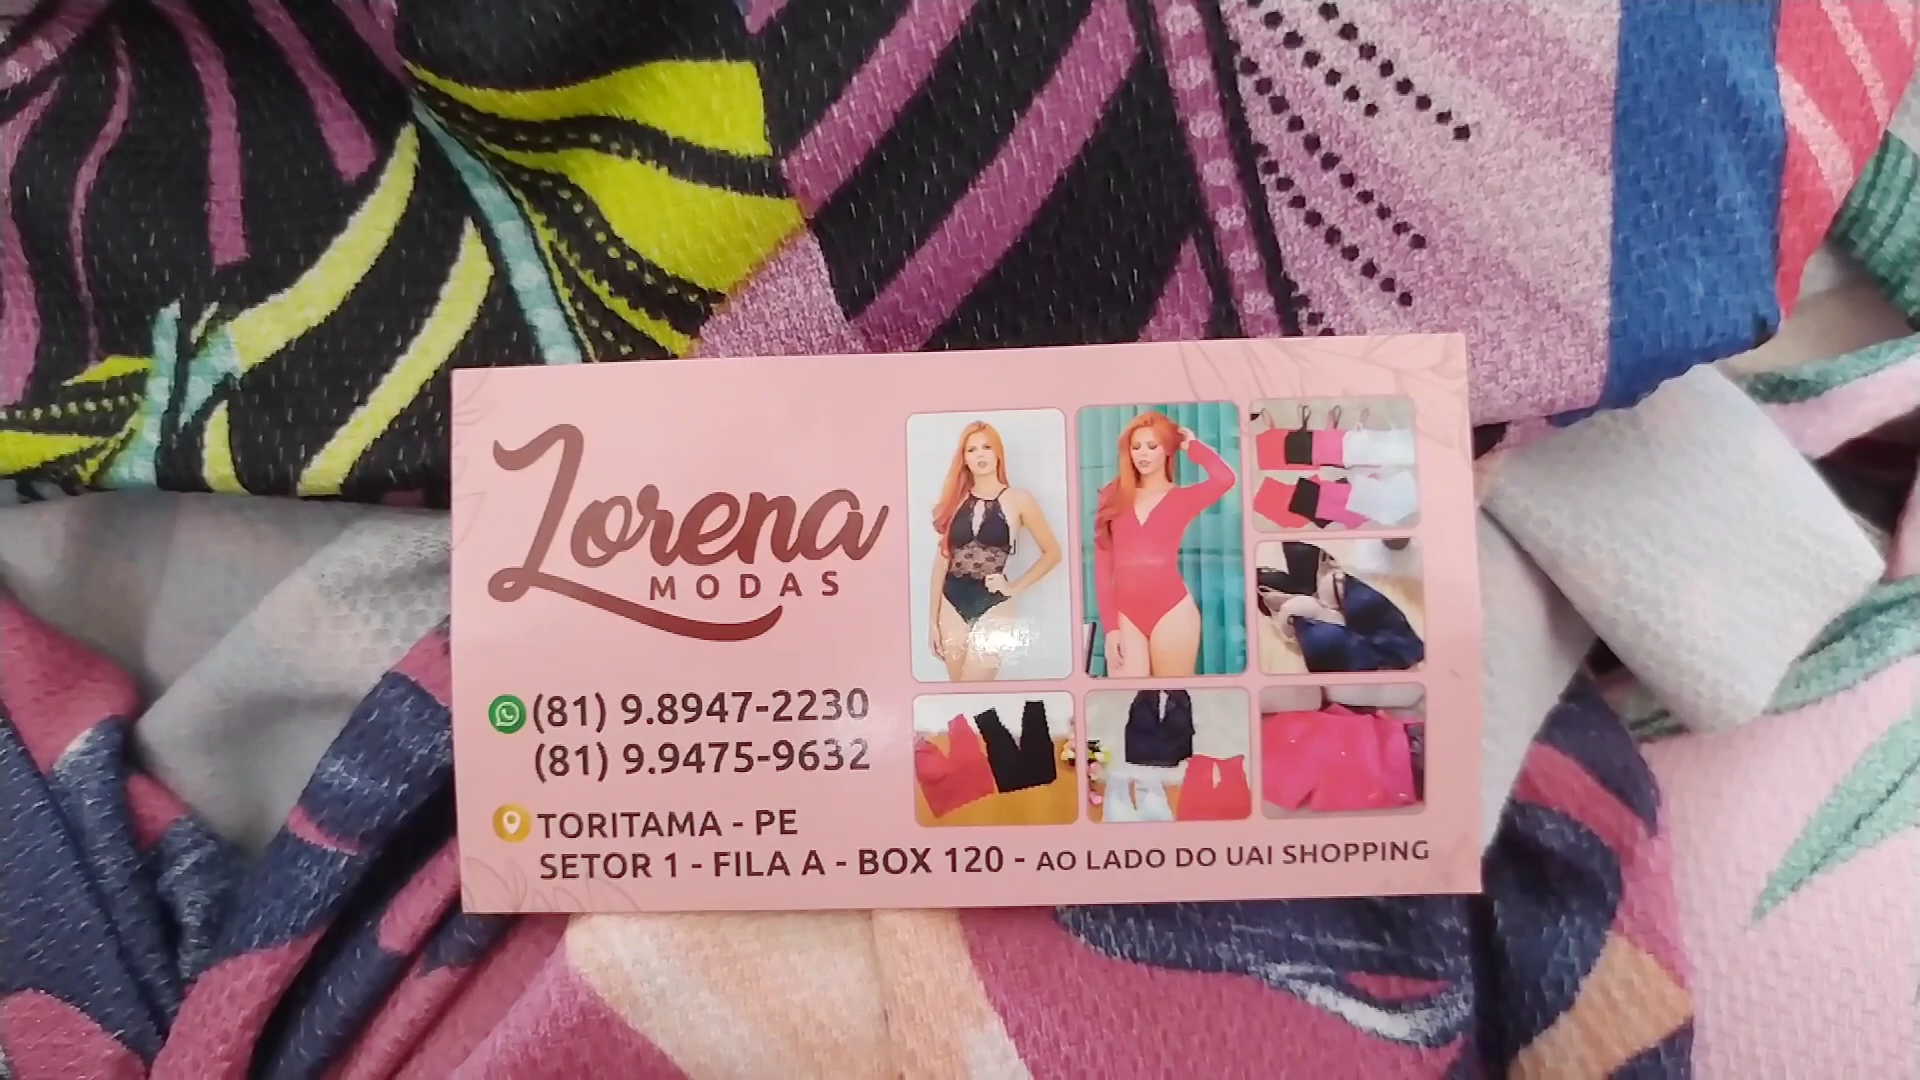 Lorena
MODAS
(81) 9.8947-2230
(81) 9.9475-9632
TORITAMA - PE
SETOR 1 - FILA A - BOX 120 - AO LADO DO UAI SHOPPING